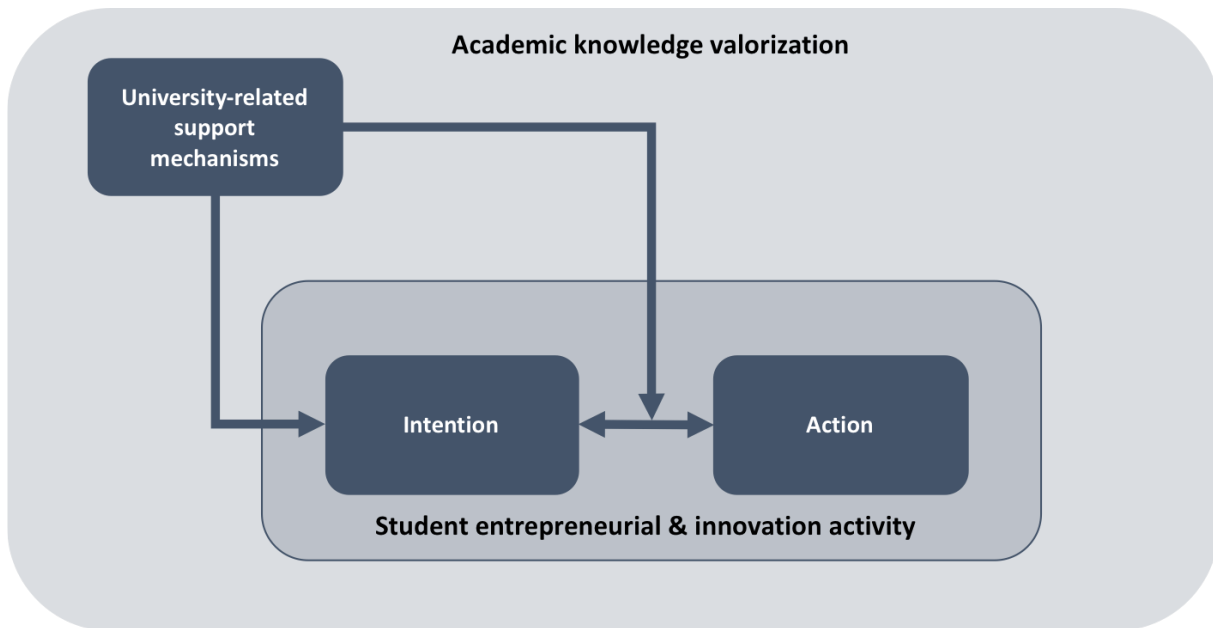 Academic knowledge valorization
University-related
support
mechanisms
Intention
Action
Student entrepreneurial & innovation activity